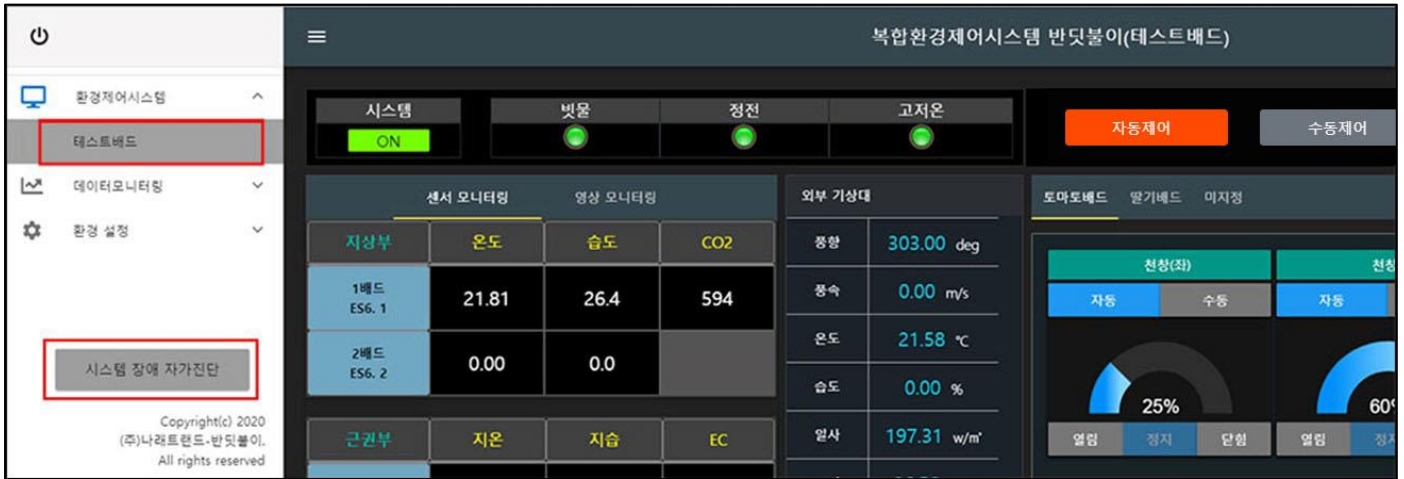 복합환경제어시스템 반딧불이(테스트배드)
환경제어시스템
테스트배드
데이터모니터링
환경 설정
시스템 장애 자가진단
Copyright(c) 2020
(주)나래트랜드-반딧불이.
All rights reserved
시스템 빗물 정전 고저온
ON
자동제어 수동제어
센서 모니터링 영상 모니터링
지상부 온도 습도 CO2
1배드
ES6. 1
21.81 26.4 594
2배드
ES6. 2
0.00 0.0
근권부 지온 지습 EC
외부 기상대
풍향 303.00 deg
풍속 0.00 m/s
온도 21.58 ℃
습도 0.00 %
일사 197.31 w/m²
토마토배드 딸기배드 미지정
천창(좌) 천창
자동 수동 자동
25% 60%
열림 정지 닫힘 열림